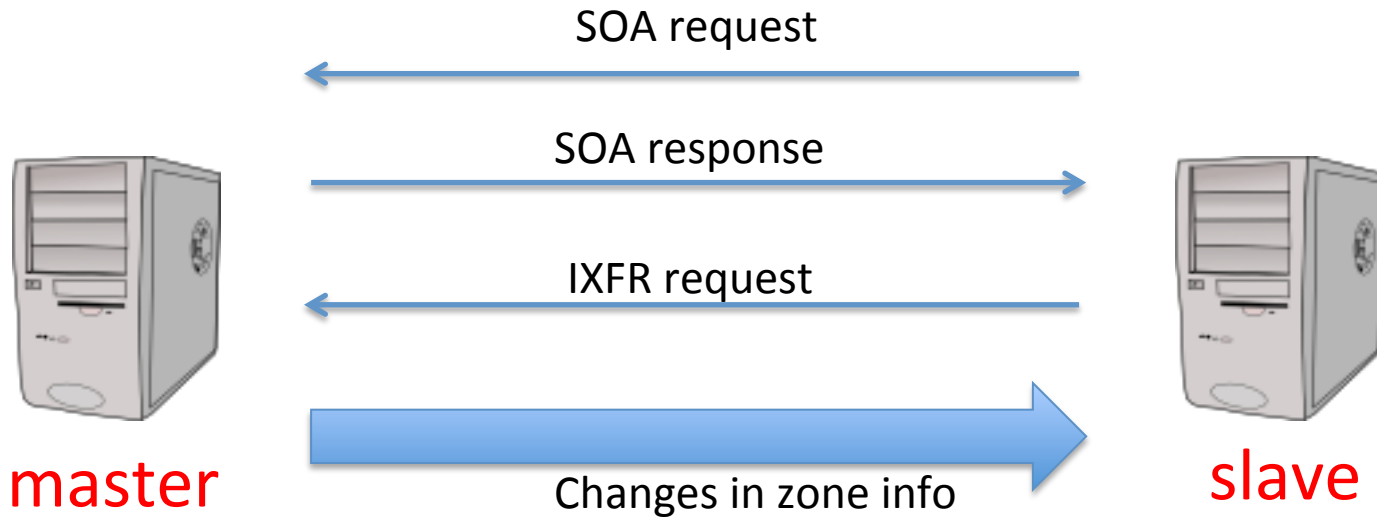 SOA request
SOA response
IXFR request
Changes in zone info
master
slave